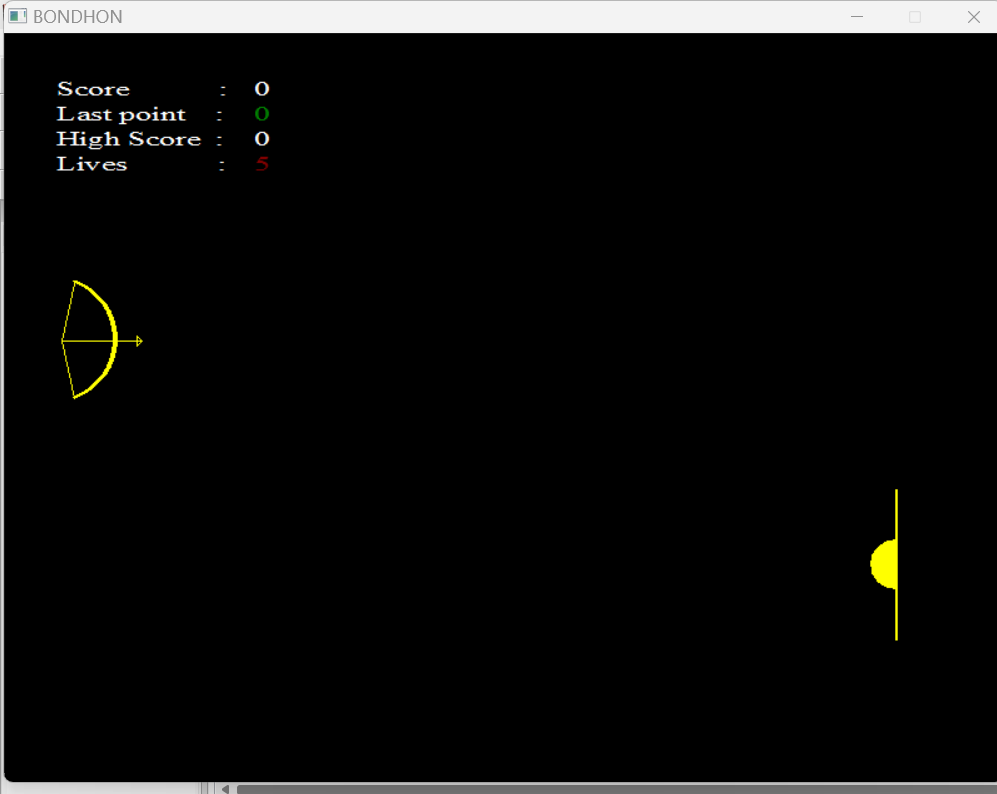 BONDHON
Score : 0
Last point : 0
High Score : 0
Lives : 5